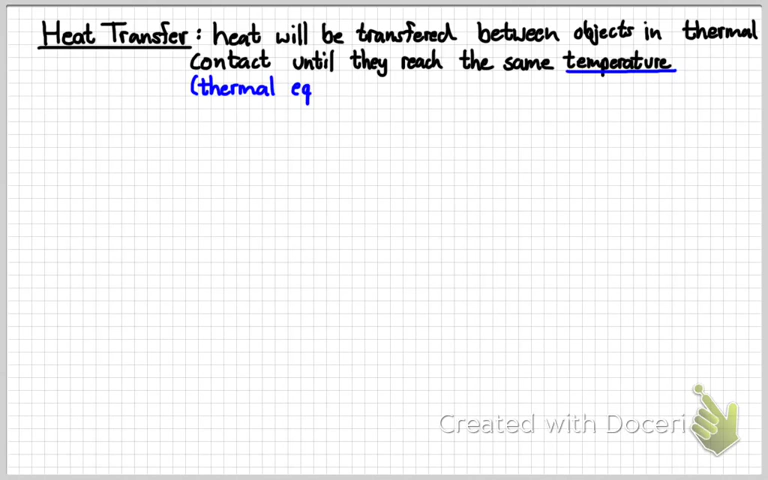 Heat Transfer : heat will be transfered between objects in thermal
contact until they reach the same temperature
(thermal eq
Created with Doceri